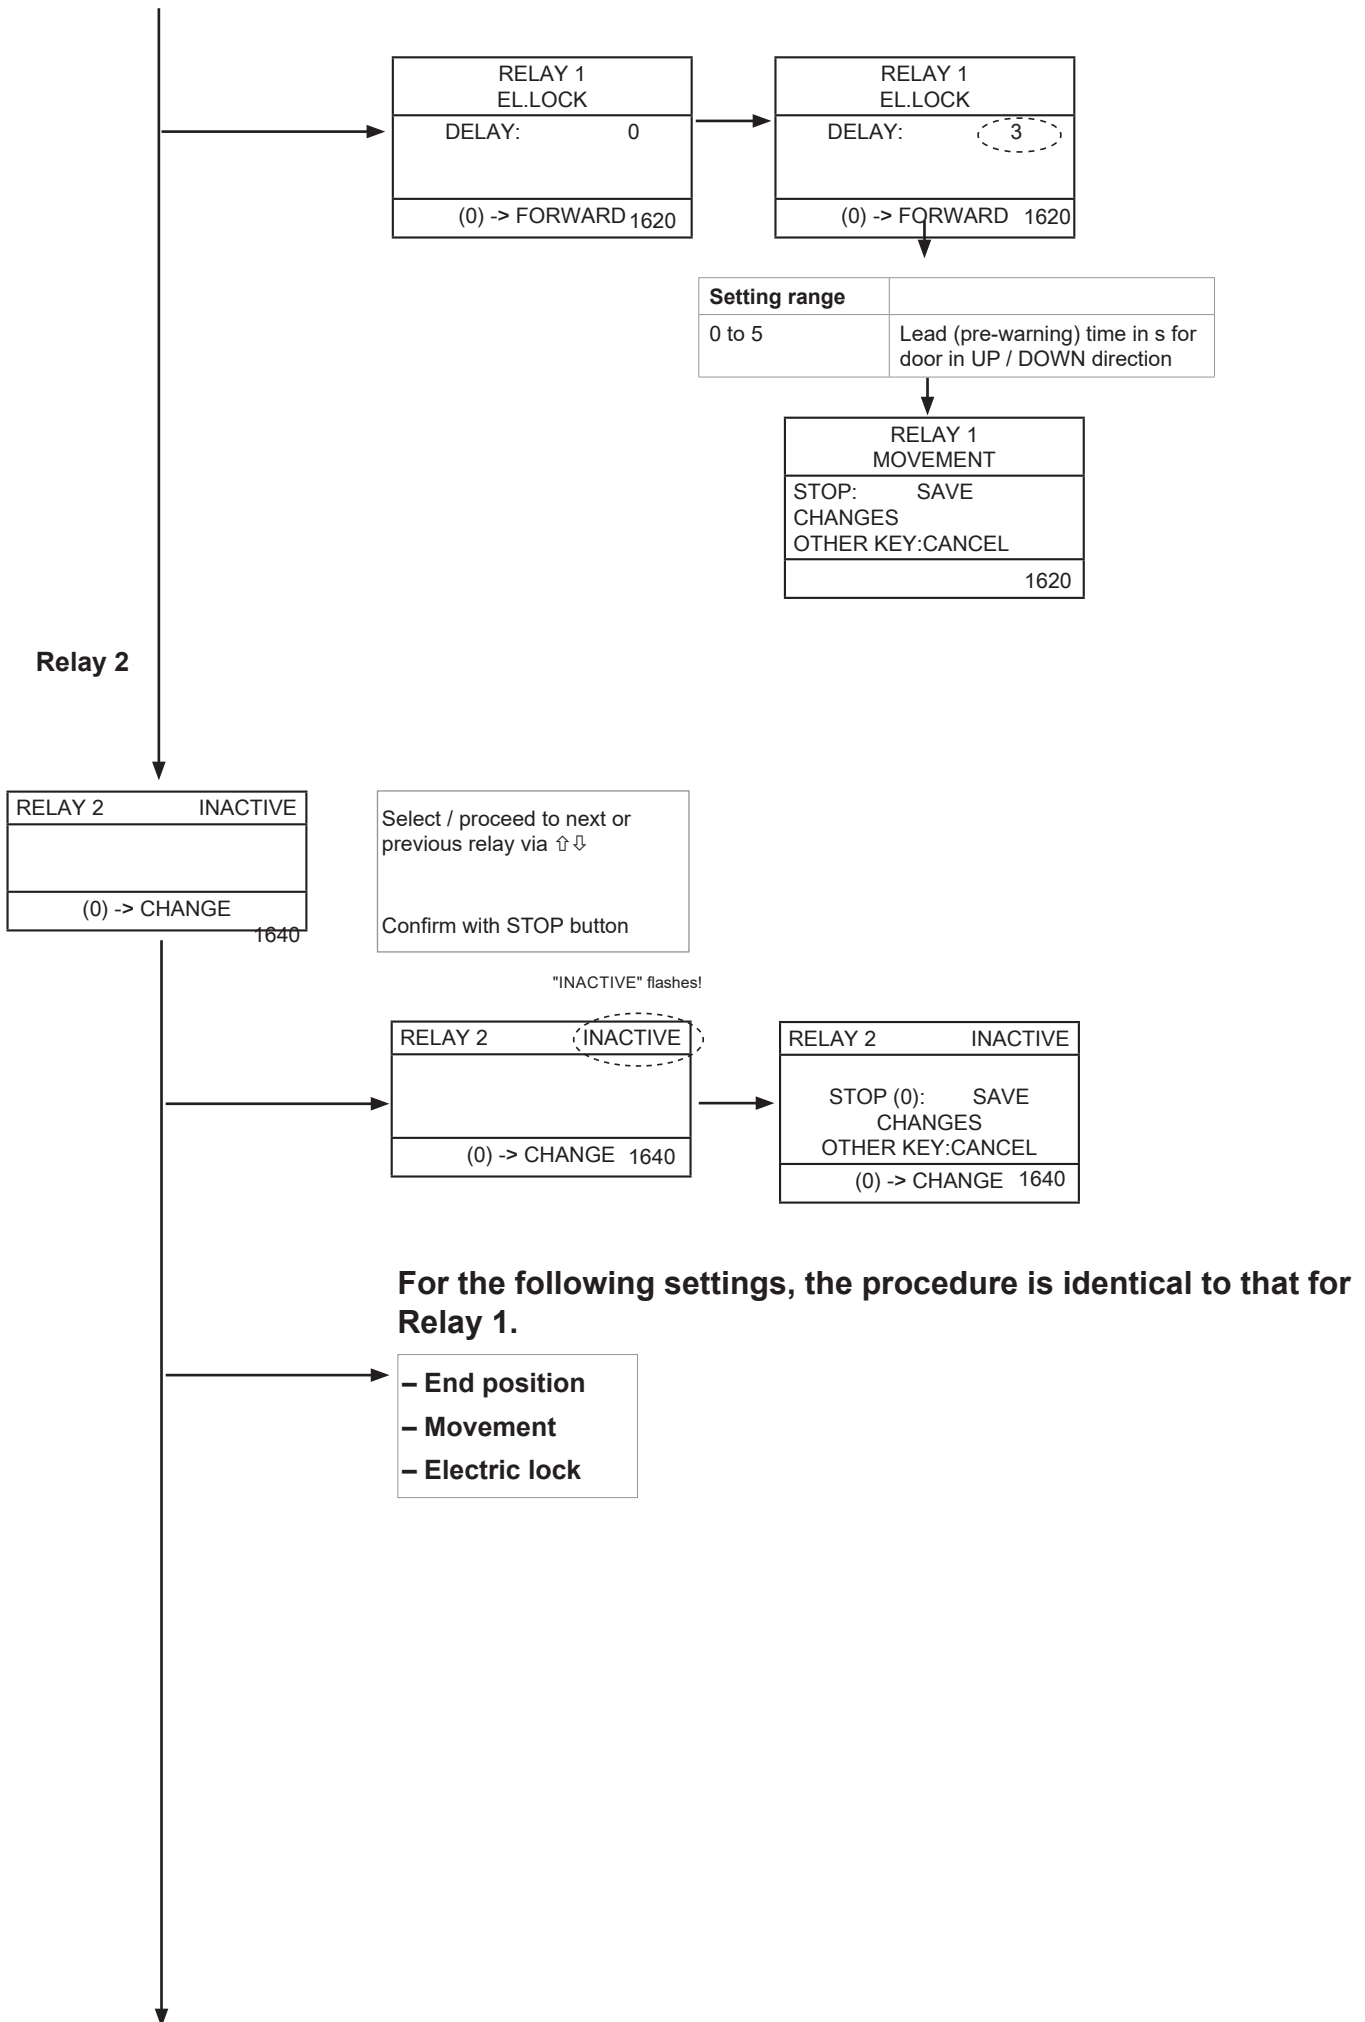 RELAY 1
EL.LOCK
DELAY: 0
(0) -> FORWARD 1620
RELAY 1
EL.LOCK
DELAY: 3
(0) -> FORWARD 1620
Setting range
0 to 5
Lead (pre-warning) time in s for
door in UP / DOWN direction
RELAY 1
MOVEMENT
STOP: SAVE
CHANGES
OTHER KEY:CANCEL
1620
Relay 2
RELAY 2 INACTIVE
(0) -> CHANGE
1640
Select / proceed to next or
previous relay via ⇧⇩
Confirm with STOP button
"INACTIVE" flashes!
RELAY 2 INACTIVE
(0) -> CHANGE 1640
RELAY 2 INACTIVE
STOP (0): SAVE
CHANGES
OTHER KEY:CANCEL
(0) -> CHANGE 1640
For the following settings, the procedure is identical to that for
Relay 1.
– End position
– Movement
– Electric lock